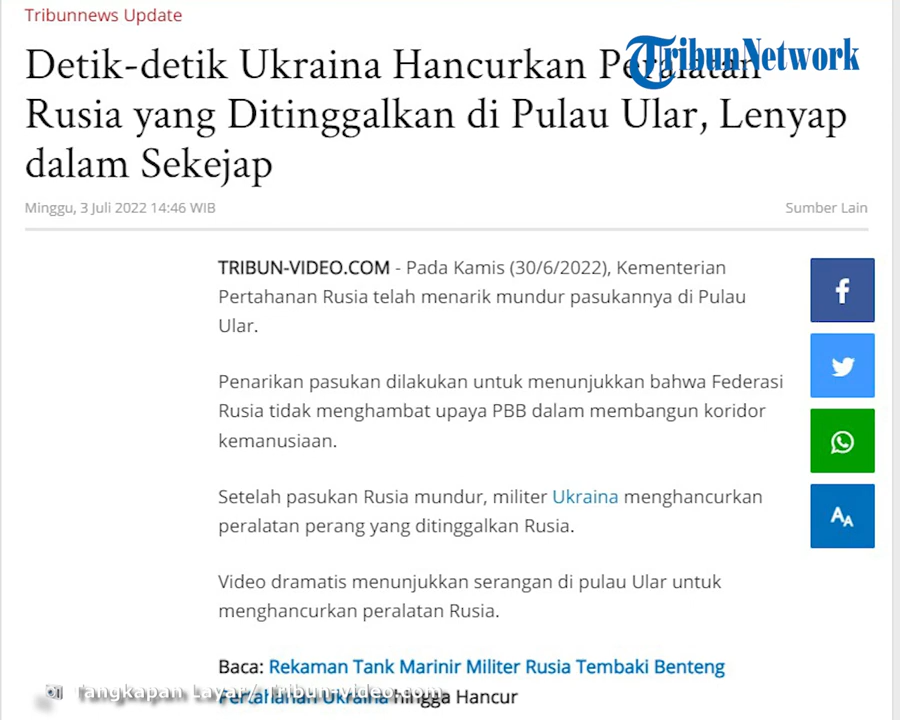 Tribunnews Update
TribunNetwork
Detik-detik Ukraina Hancurkan Peralatan
Rusia yang Ditinggalkan di Pulau Ular, Lenyap
dalam Sekejap
Minggu, 3 Juli 2022 14:46 WIB
Sumber Lain
TRIBUN-VIDEO.COM - Pada Kamis (30/6/2022), Kementerian
Pertahanan Rusia telah menarik mundur pasukannya di Pulau
Ular.
Penarikan pasukan dilakukan untuk menunjukkan bahwa Federasi
Rusia tidak menghambat upaya PBB dalam membangun koridor
kemanusiaan.
Setelah pasukan Rusia mundur, militer Ukraina menghancurkan
peralatan perang yang ditinggalkan Rusia.
Video dramatis menunjukkan serangan di pulau Ular untuk
menghancurkan peralatan Rusia.
Baca: Rekaman Tank Marinir Militer Rusia Tembaki Benteng
Pertahanan Ukraina hingga Hancur
Tangkapan Layar/ Tribun-video.com
AA